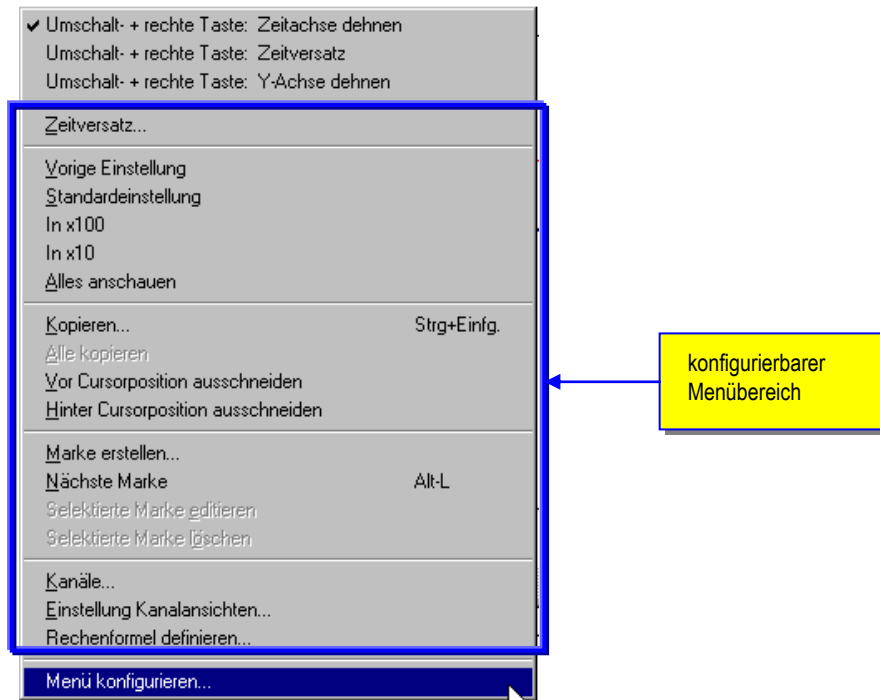 Umschalt- + rechte Taste: Zeitachse dehnen
Umschalt- + rechte Taste: Zeitversatz
Umschalt- + rechte Taste: Y-Achse dehnen
Zeitversatz...
Vorige Einstellung
Standardeinstellung
In x100
In x10
Alles anschauen
Kopieren... Strg+Einfg.
Alle kopieren
Vor Cursorposition ausschneiden
Hinter Cursorposition ausschneiden
Marke erstellen...
Nächste Marke Alt-L
Selektierte Marke editieren
Selektierte Marke löschen
Kanäle...
Einstellung Kanalansichten...
Rechenformel definieren...
Menü konfigurieren...
konfigurierbarer
Menübereich